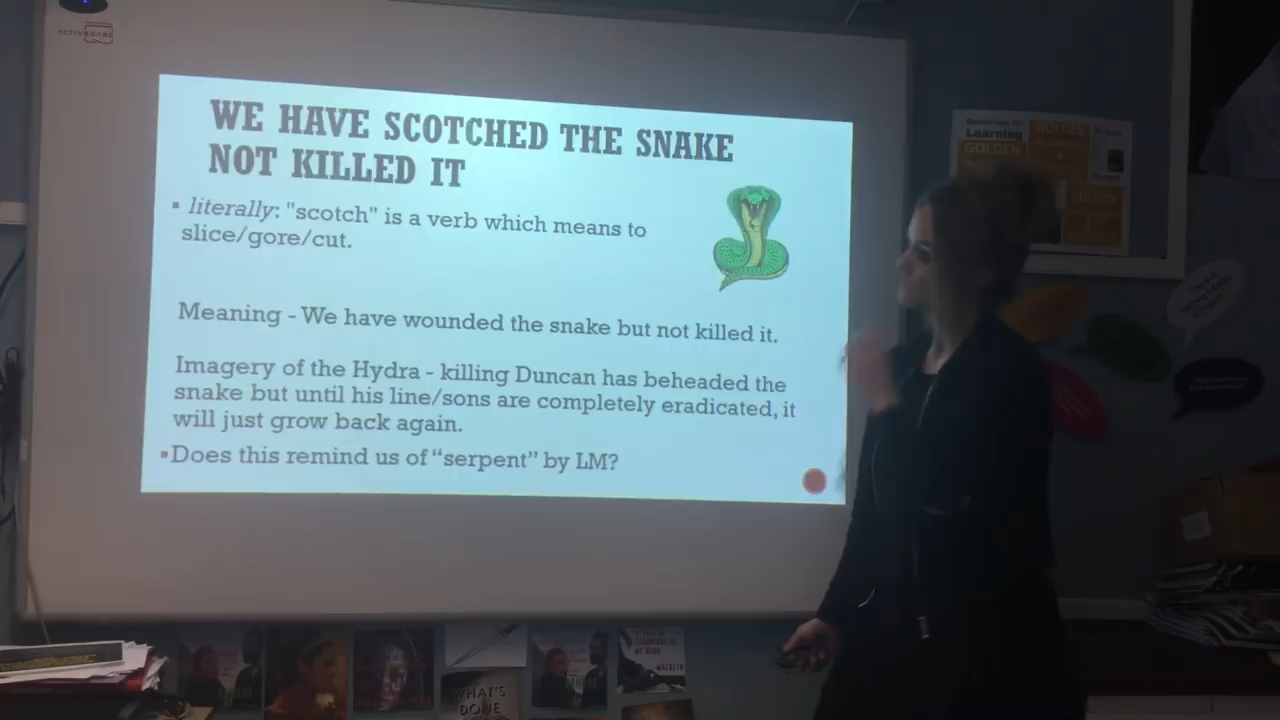 ACTIVBOARD
WE HAVE SCOTCHED THE SNAKE
NOT KILLED IT
▪ literally: "scotch" is a verb which means to
slice/gore/cut.
Meaning - We have wounded the snake but not killed it.
Imagery of the Hydra - killing Duncan has beheaded the
snake but until his line/sons are completely eradicated, it
will just grow back again.
▪Does this remind us of “serpent” by LM?
Learning
GOLDEN
MY MIND
MACBETH
WHAT'S
DONE